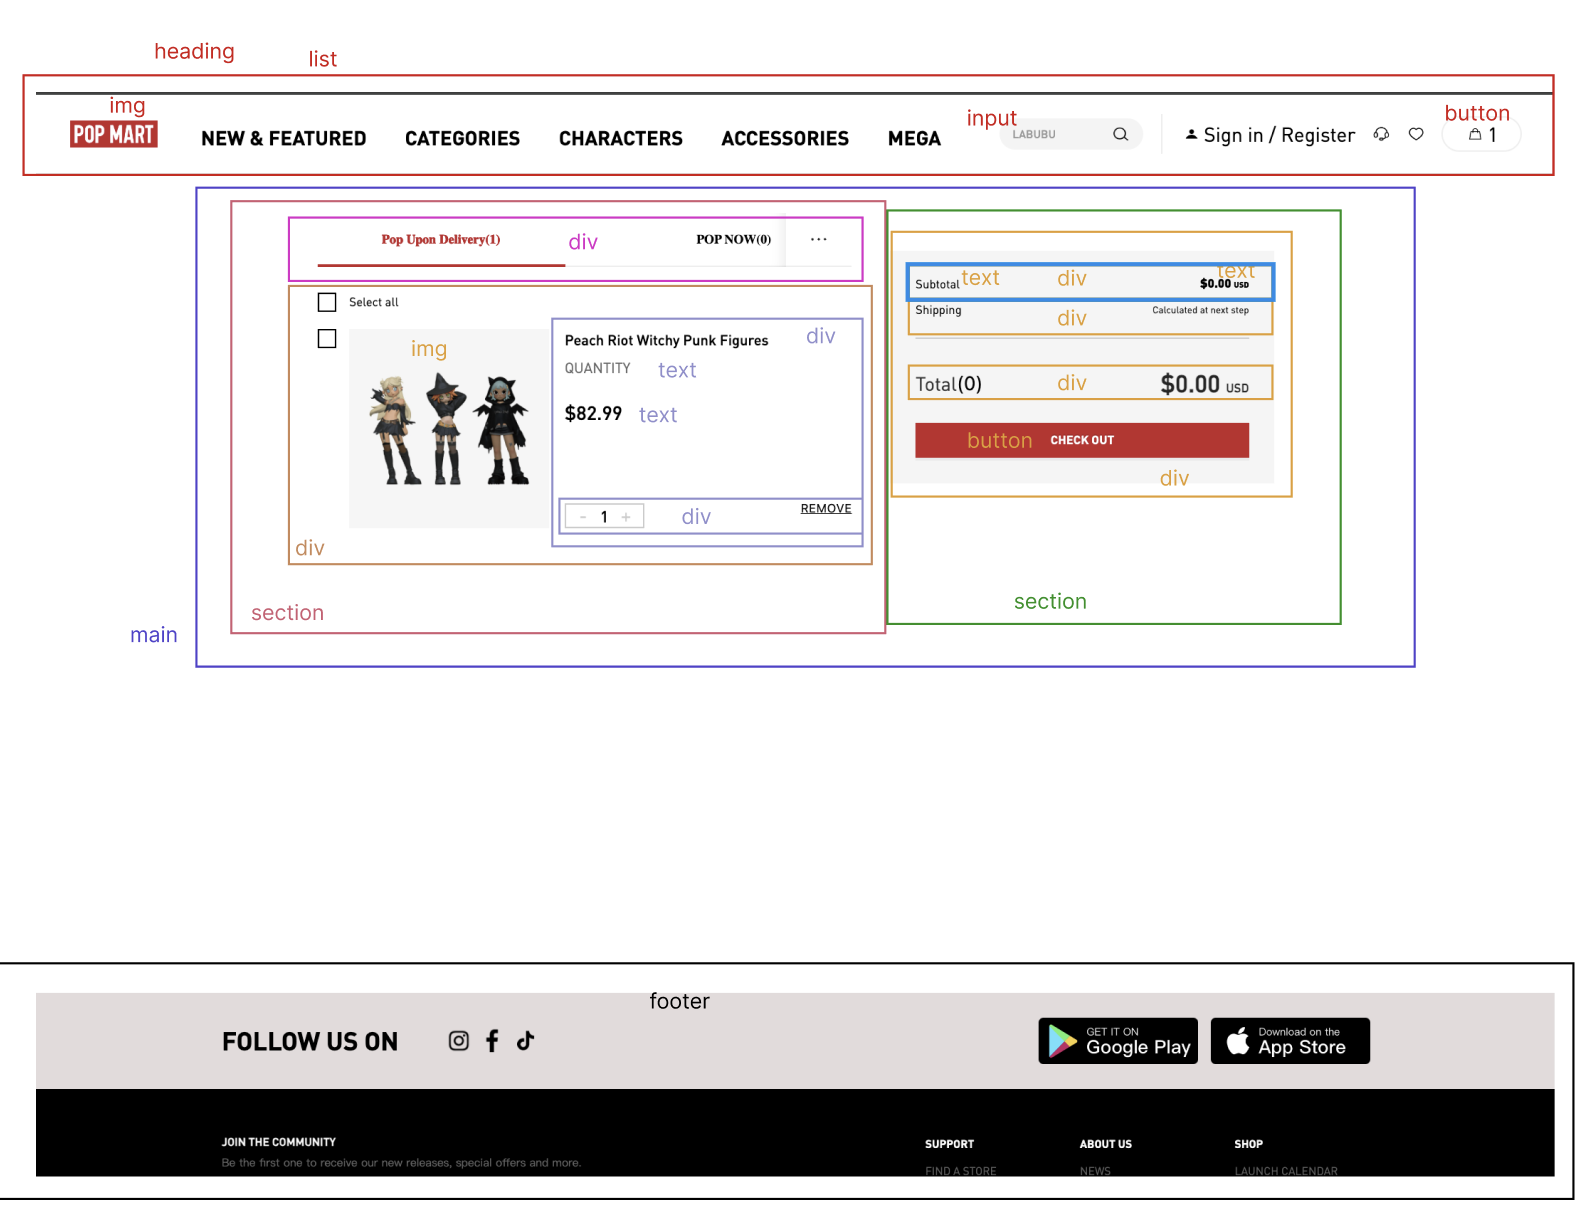 heading
list
img
POP MART
NEW & FEATURED
CATEGORIES
CHARACTERS
ACCESSORIES
MEGA
input
LABUBU
Sign in / Register
button
1
Pop Upon Delivery(1)
div
POP NOW(0)
...
Select all
img
Peach Riot Witchy Punk Figures
div
QUANTITY
text
$82.99
text
- 1 +
div
REMOVE
div
section
main
Subtotal
text
div
text
$0.00 USD
Shipping
div
Calculated at next step
Total(0)
div
$0.00 USD
button
CHECK OUT
div
section
footer
FOLLOW US ON
GET IT ON
Google Play
Download on the
App Store
JOIN THE COMMUNITY
Be the first one to receive our new releases, special offers and more.
SUPPORT
FIND A STORE
ABOUT US
NEWS
SHOP
LAUNCH CALENDAR